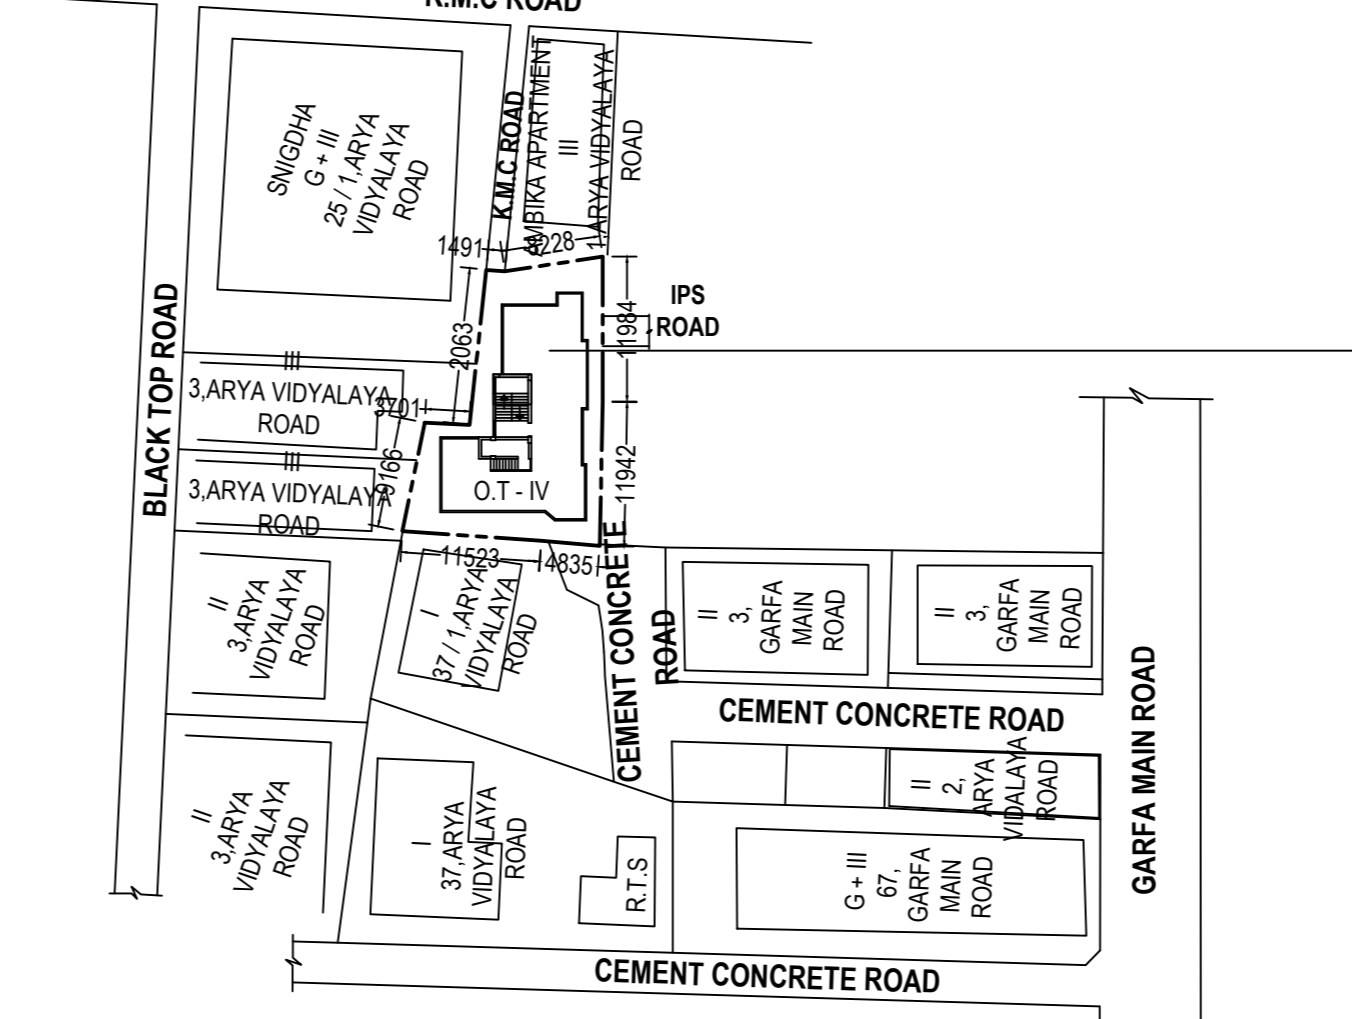 K.M.C ROAD
SNIGDHA
G + III
25 / 1,ARYA
VIDYALAYA
ROAD
K.M.C ROAD
AMBIKA APARTMENT
III
1,ARYA VIDYALAYA
ROAD
1491
8228
BLACK TOP ROAD
2063
11984
IPS
ROAD
III
3,ARYA VIDYALAYA
ROAD
3701
III
3,ARYA VIDYALAYA
ROAD
9166
11942
O.T - IV
11523
4835
II
3,ARYA
VIDYALAYA
ROAD
I
37 / 1,ARYA
VIDYALAYA
ROAD
CEMENT CONCRETE
ROAD
II
3,
GARFA
MAIN
ROAD
II
3,
GARFA
MAIN
ROAD
CEMENT CONCRETE ROAD
GARFA MAIN ROAD
II
3,ARYA
VIDYALAYA
ROAD
I
37,ARYA
VIDYALAYA
ROAD
R.T.S
II
2,
ARYA
VIDALAYA
ROAD
G + III
67,
GARFA
MAIN
ROAD
CEMENT CONCRETE ROAD